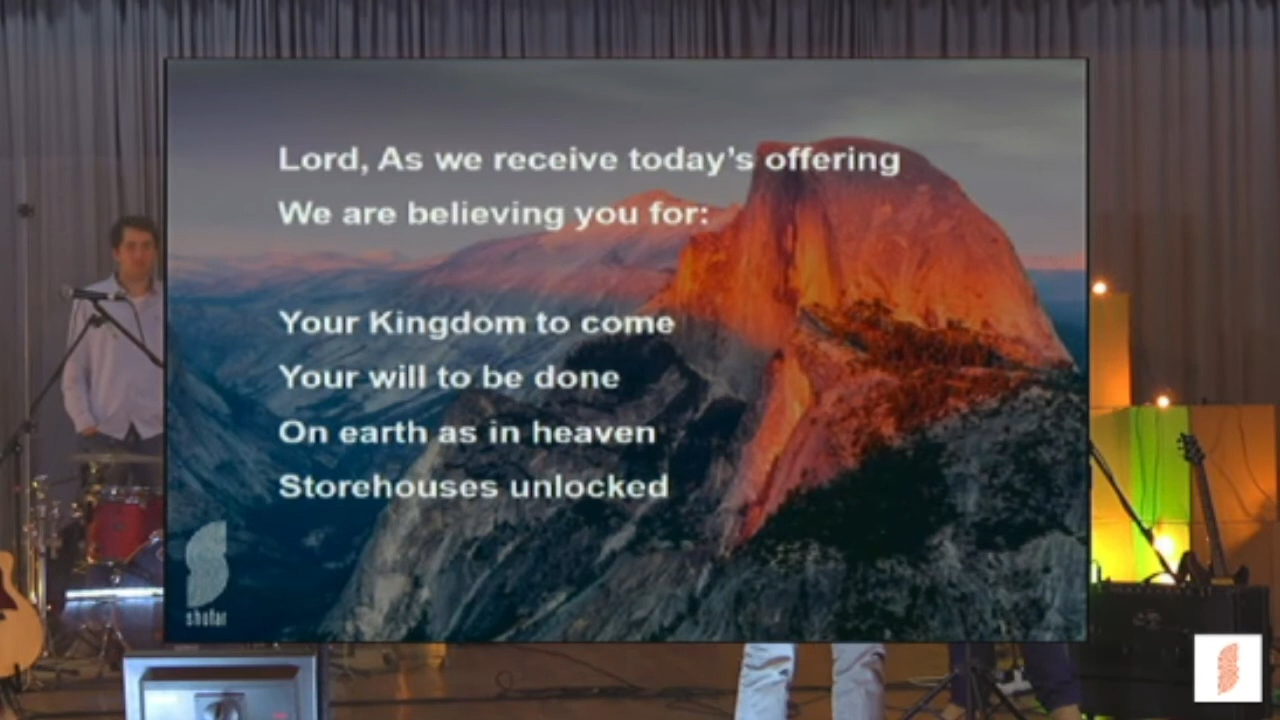 Lord, As we receive today's offering
We are believing you for:
Your Kingdom to come
Your will to be done
On earth as in heaven
Storehouses unlocked
shofar